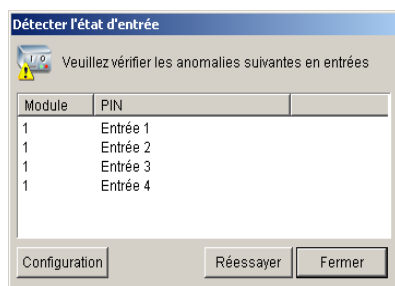 Détecter l'état d'entrée
I / O
Veuillez vérifier les anomalies suivantes en entrées
Module PIN
1 Entrée 1
1 Entrée 2
1 Entrée 3
1 Entrée 4
Configuration Réessayer Fermer